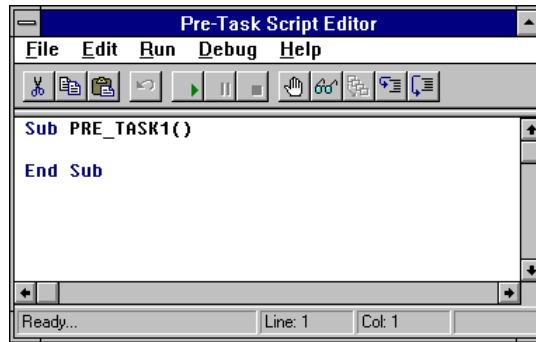 Pre-Task Script Editor
File Edit Run Debug Help
Sub PRE_TASK1()
End Sub
Ready... Line: 1 Col: 1